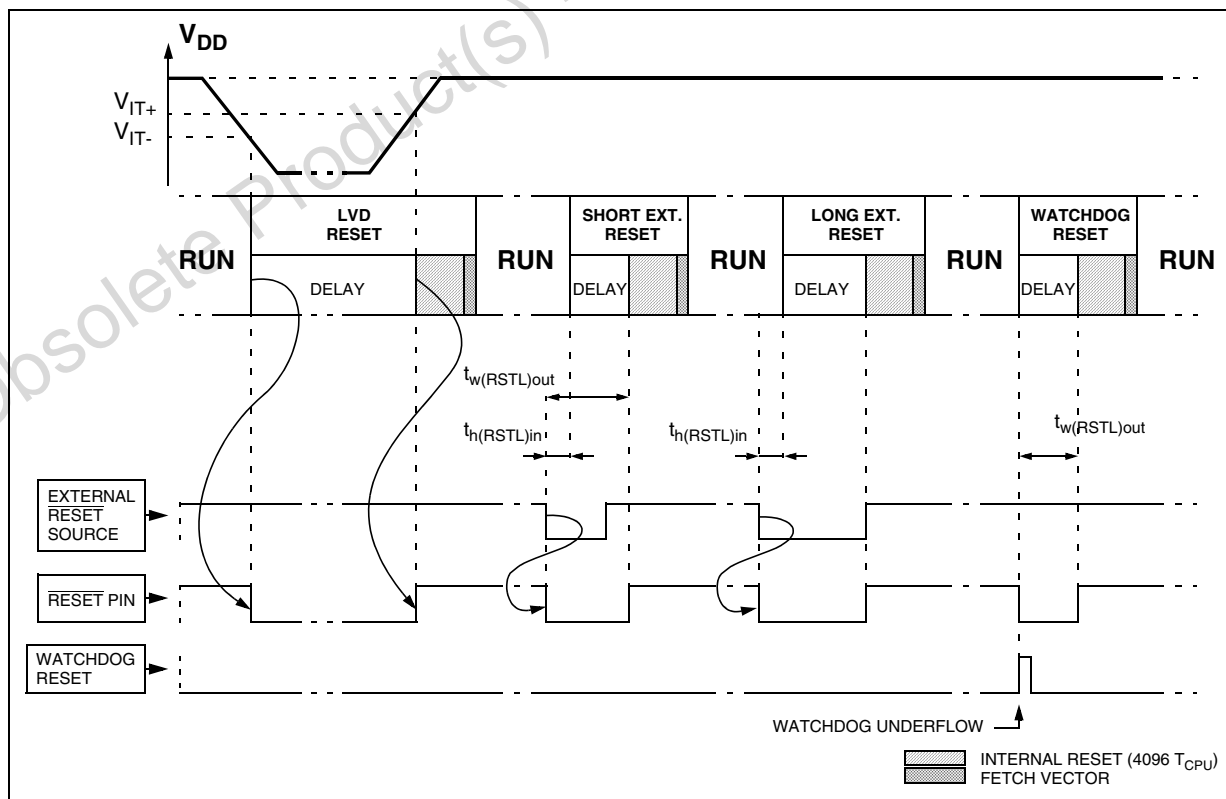 Obsolete Product(s)
VDD
VIT+
VIT-
LVD
RESET
SHORT EXT.
RESET
LONG EXT.
RESET
WATCHDOG
RESET
RUN
RUN
RUN
RUN
RUN
DELAY
DELAY
DELAY
DELAY
tw(RSTL)out
th(RSTL)in
th(RSTL)in
tw(RSTL)out
EXTERNAL
RESET
SOURCE
RESET PIN
WATCHDOG
RESET
WATCHDOG UNDERFLOW
INTERNAL RESET (4096 TCPU)
FETCH VECTOR